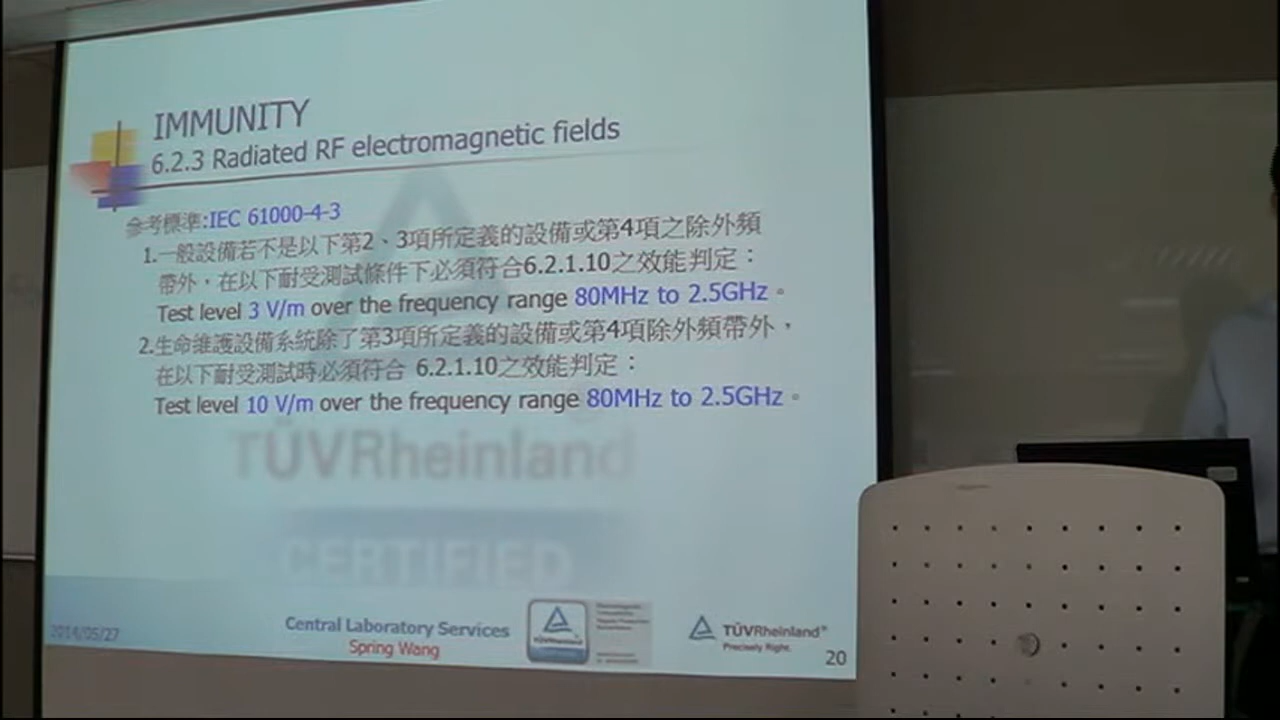 IMMUNITY
6.2.3 Radiated RF electromagnetic fields
參考標準:IEC 61000-4-3
1.一般設備若不是以下第2、3項所定義的設備或第4項之除外頻
帶外，在以下耐受測試條件下必須符合6.2.1.10之效能判定：
Test level 3 V/m over the frequency range 80MHz to 2.5GHz。
2.生命維護設備系統除了第3項所定義的設備或第4項除外頻帶外，
在以下耐受測試時必須符合 6.2.1.10之效能判定：
Test level 10 V/m over the frequency range 80MHz to 2.5GHz。
TÜVRheinland
CERTIFIED
2014/05/27
Central Laboratory Services
Spring Wang
TÜVRheinland
TÜVRheinland®
Precisely Right.
20